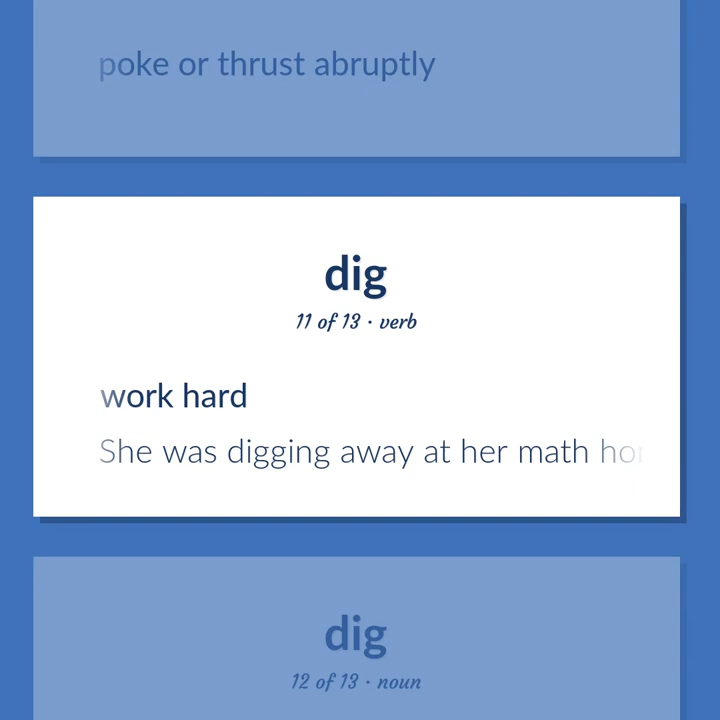 poke or thrust abruptly
dig
11 of 13 · verb
work hard
She was digging away at her math
dig
12 of 13 · noun